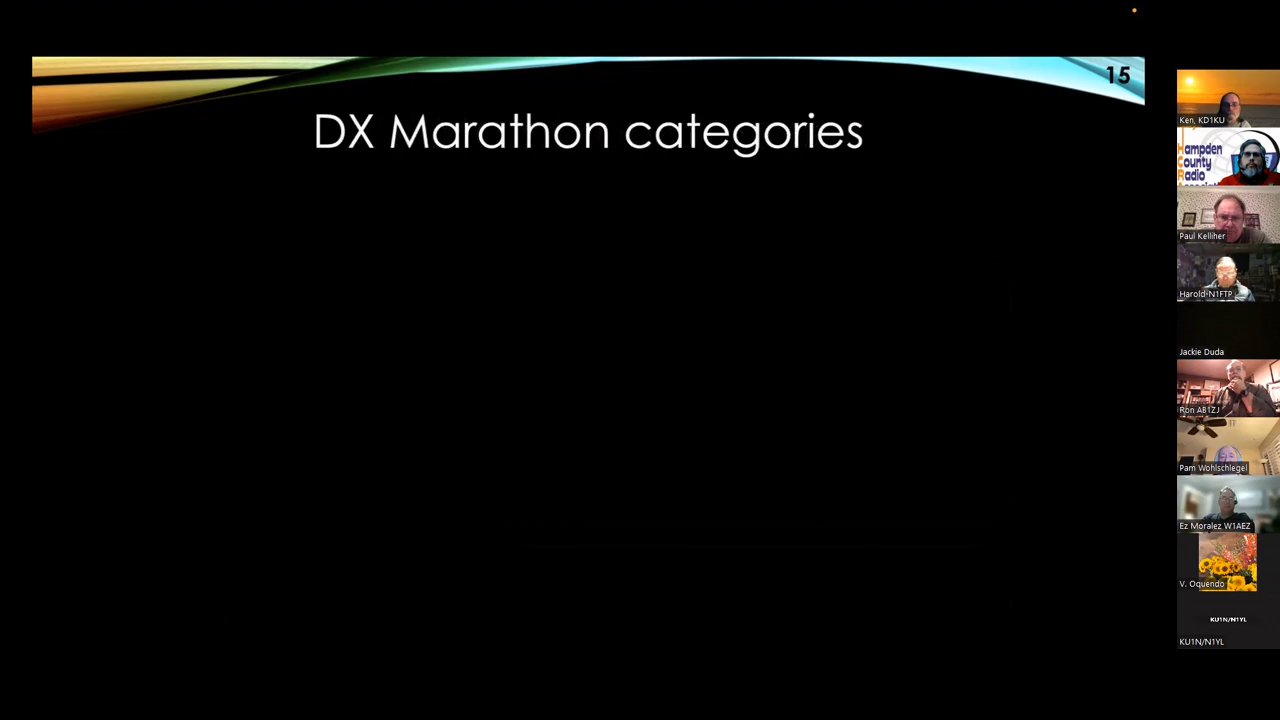 15
DX Marathon categories
Ken, KD1KU
Hampden
County
Radio
Paul Kelliher
Harold-N1FTP
Jackie Duda
Ron AB1ZJ
Pam Wohlschlegel
Ez Moralez W1AEZ
V. Oquendo
KU1N/N1YL
KU1N/N1YL